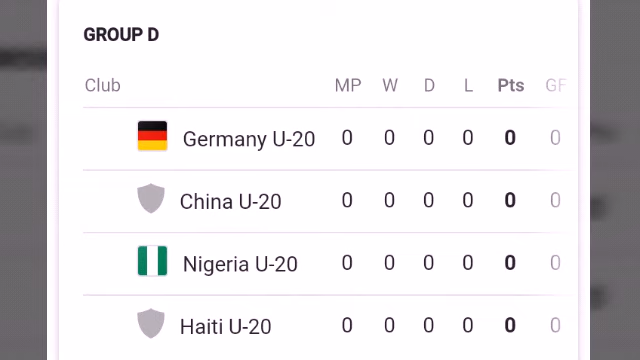 GROUP D
Club MP W D L Pts GF
Germany U-20 0 0 0 0 0 0
China U-20 0 0 0 0 0 0
Nigeria U-20 0 0 0 0 0 0
Haiti U-20 0 0 0 0 0 0